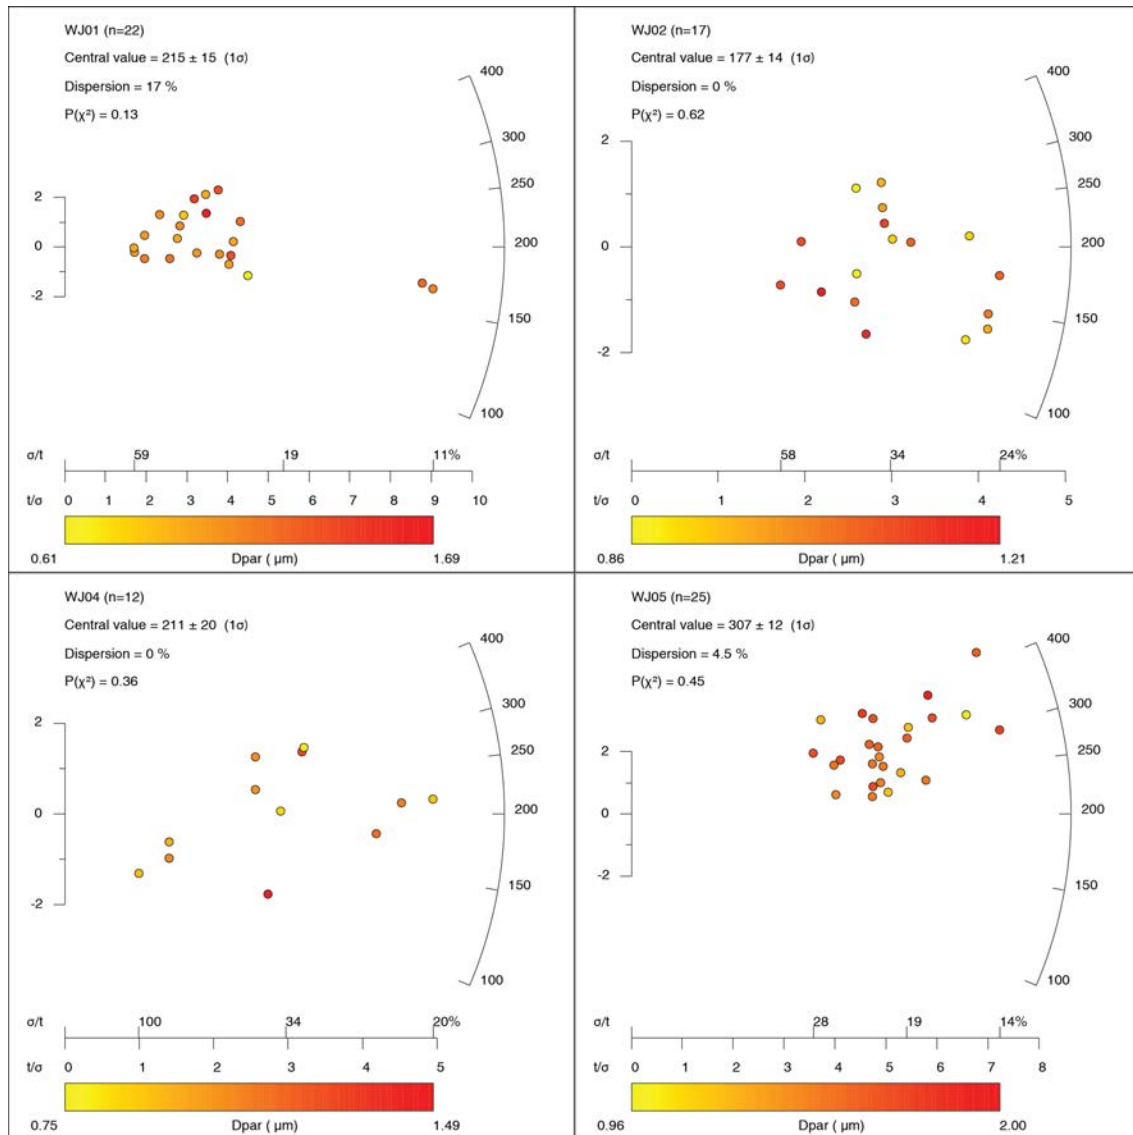 WJ01 (n=22)
Central value = 215 ± 15 (1σ)
Dispersion = 17 %
P(χ²) = 0.13
400
300
250
200
150
100
2
0
-2
σ/t 59 19 11%
t/σ 0 1 2 3 4 5 6 7 8 9 10
0.61 Dpar ( µm) 1.69
WJ02 (n=17)
Central value = 177 ± 14 (1σ)
Dispersion = 0 %
P(χ²) = 0.62
400
300
250
200
150
100
2
0
-2
σ/t 58 34 24%
t/σ 0 1 2 3 4 5
0.86 Dpar ( µm) 1.21
WJ04 (n=12)
Central value = 211 ± 20 (1σ)
Dispersion = 0 %
P(χ²) = 0.36
400
300
250
200
150
100
2
0
-2
σ/t 100 34 20%
t/σ 0 1 2 3 4 5
0.75 Dpar ( µm) 1.49
WJ05 (n=25)
Central value = 307 ± 12 (1σ)
Dispersion = 4.5 %
P(χ²) = 0.45
400
300
250
200
150
100
2
0
-2
σ/t 28 19 14%
t/σ 0 1 2 3 4 5 6 7 8
0.96 Dpar ( µm) 2.00